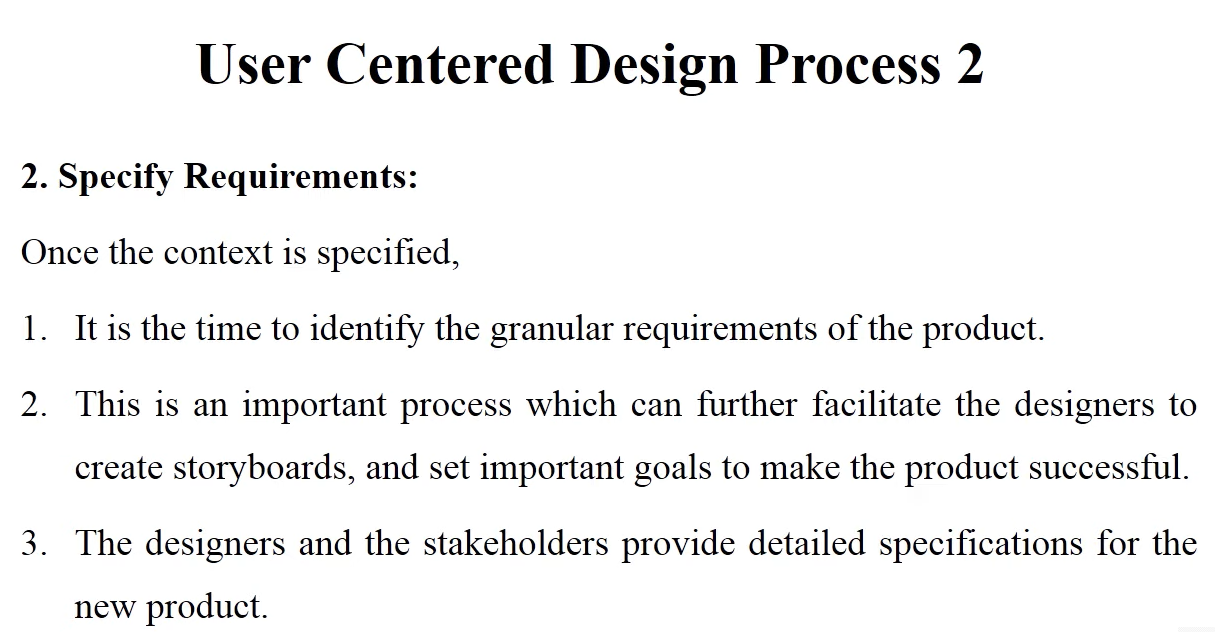 User Centered Design Process 2
2. Specify Requirements:
Once the context is specified,
1. It is the time to identify the granular requirements of the product.
2. This is an important process which can further facilitate the designers to
create storyboards, and set important goals to make the product successful.
3. The designers and the stakeholders provide detailed specifications for the
new product.